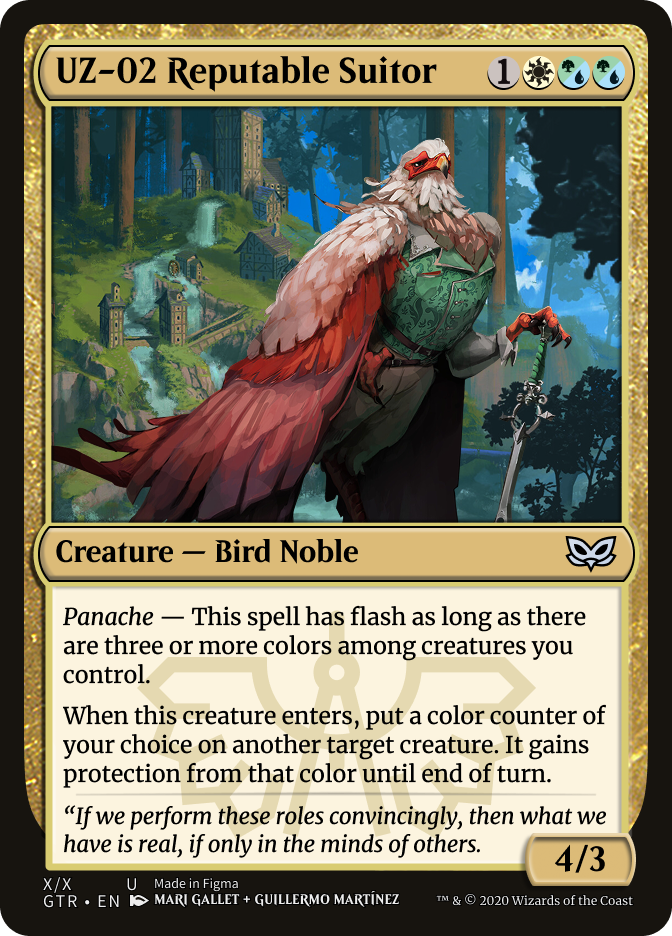 UZ-02 Reputable Suitor 1
Creature — Bird Noble
Panache — This spell has flash as long as there
are three or more colors among creatures you
control.
When this creature enters, put a color counter of
your choice on another target creature. It gains
protection from that color until end of turn.
“If we perform these roles convincingly, then what we
have is real, if only in the minds of others.
4/3
X/X U Made in Figma
GTR • EN MARI GALLET + GUILLERMO MARTÍNEZ ™ & © 2020 Wizards of the Coast